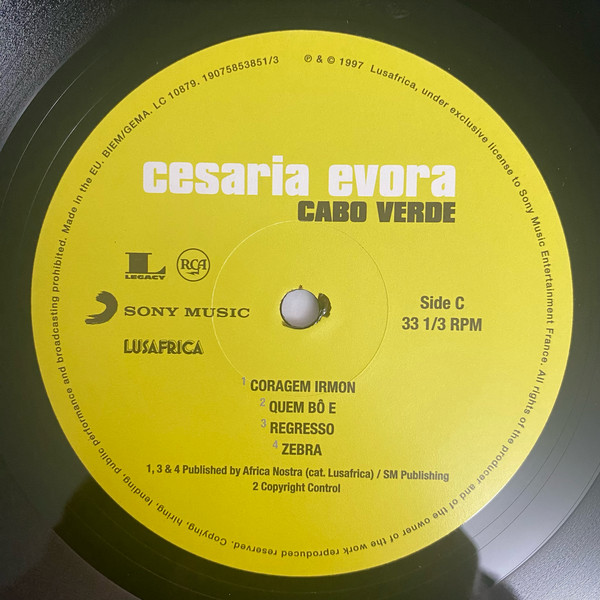 Made in the EU. BIEM/GEMA. LC 10879. 19075853851/3
℗ & © 1997 Lusafrica, under exclusive license to Sony Music Entertainment France. All rights of the producer and of the owner of the work reproduced reserved. Copying, hiring, lending, public performance and broadcasting prohibited.
cesaria evora
CABO VERDE
L
LEGACY
RCA
SONY MUSIC
LUSAFRICA
Side C
33 1/3 RPM
1 CORAGEM IRMON
2 QUEM BÔ E
3 REGRESSO
4 ZEBRA
1, 3 & 4 Published by Africa Nostra (cat. Lusafrica) / SM Publishing
2 Copyright Control